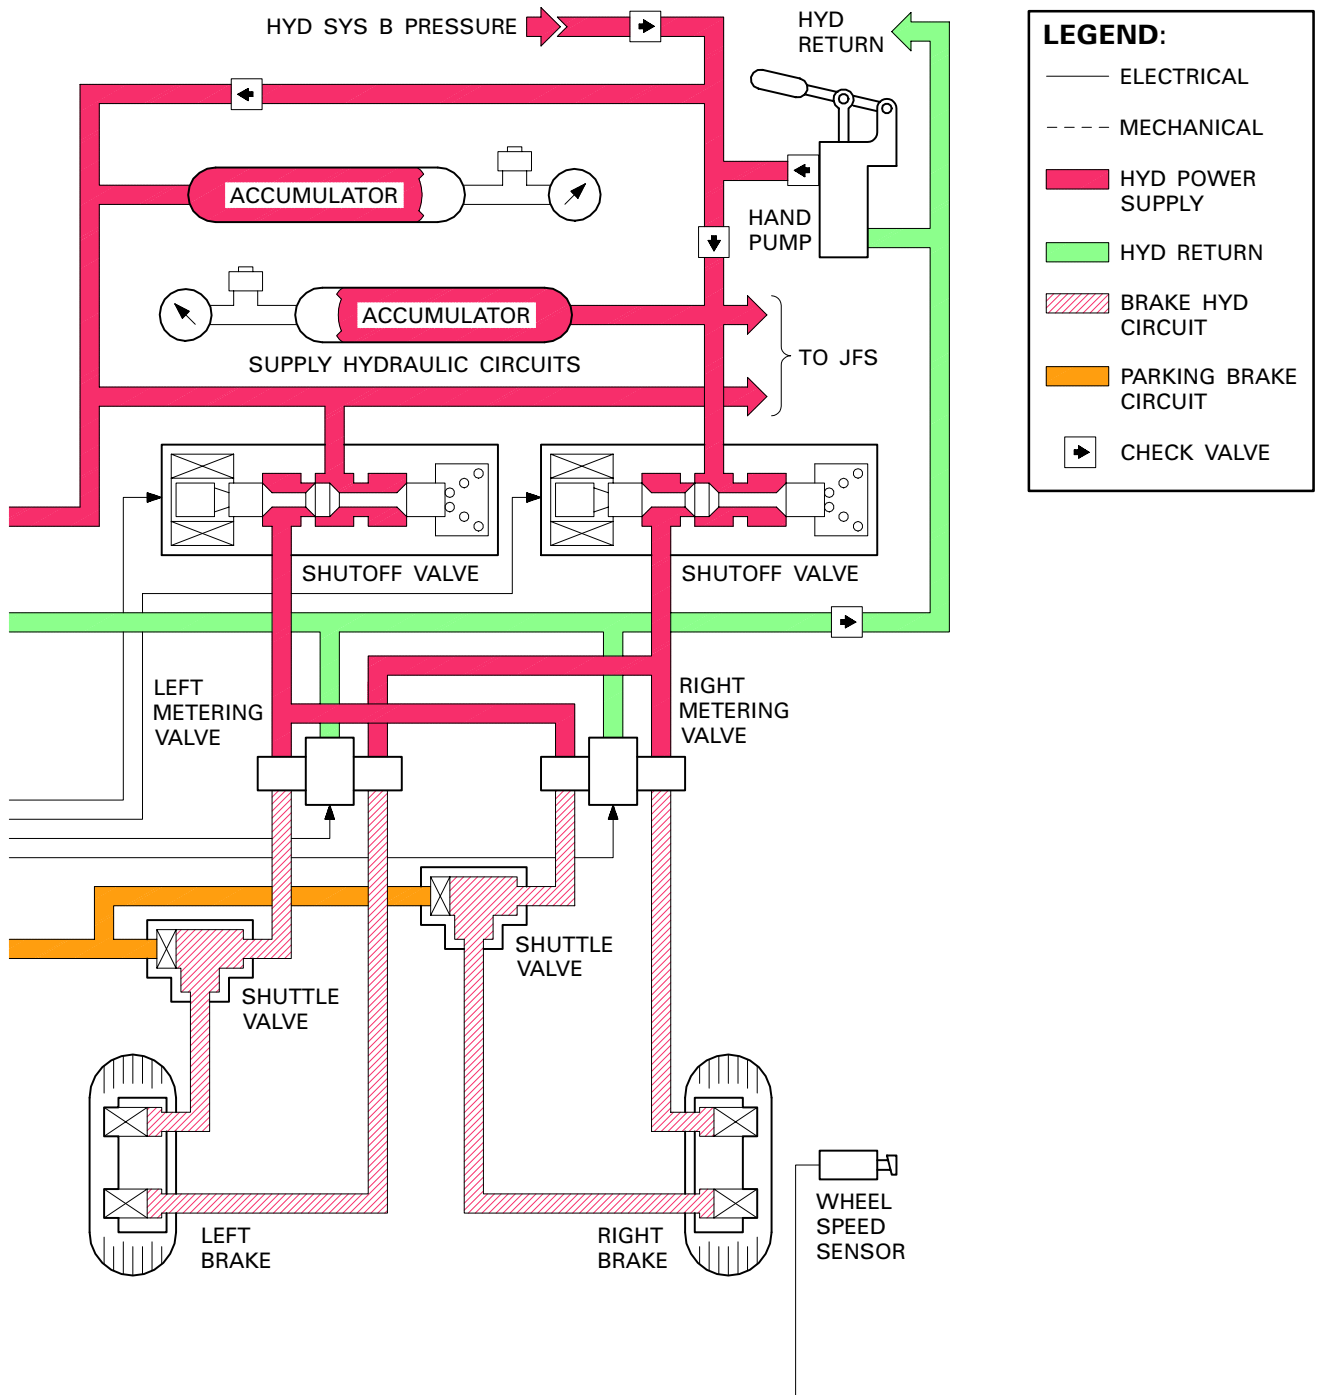 HYD SYS B PRESSURE
HYD
RETURN
ACCUMULATOR
HAND
PUMP
ACCUMULATOR
SUPPLY HYDRAULIC CIRCUITS
TO JFS
SHUTOFF VALVE
SHUTOFF VALVE
LEFT
METERING
VALVE
RIGHT
METERING
VALVE
SHUTTLE
VALVE
SHUTTLE
VALVE
LEFT
BRAKE
RIGHT
BRAKE
WHEEL
SPEED
SENSOR
LEGEND:
ELECTRICAL
MECHANICAL
HYD POWER
SUPPLY
HYD RETURN
BRAKE HYD
CIRCUIT
PARKING BRAKE
CIRCUIT
CHECK VALVE